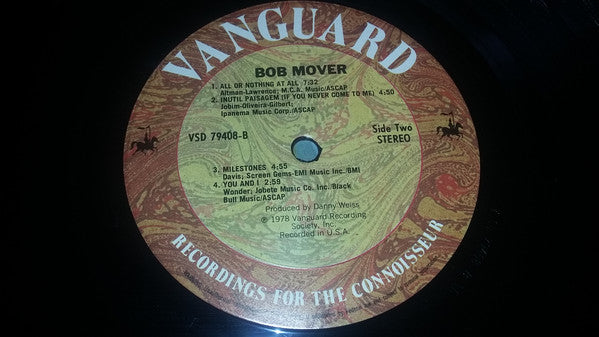 VANGUARD
BOB MOVER
1. ALL OR NOTHING AT ALL 7:32
Altman-Lawrence; M.C.A. Music/ASCAP
2. INUTIL PAISAGEM (IF YOU NEVER COME TO ME) 4:50
Jobim-Oliveira-Gilbert;
Ipanema Music Corp./ASCAP
VSD 79408-B
Side Two
STEREO
3. MILESTONES 4:55
Davis; Screen Gems-EMI Music Inc./BMI
4. YOU AND I 2:59
Wonder; Jobete Music Co. Inc./Black
Bull Music/ASCAP
Produced by Danny Weiss
℗ 1978 Vanguard Recording
Society, Inc.
Recorded in U.S.A.
RECORDINGS FOR THE CONNOISSEUR